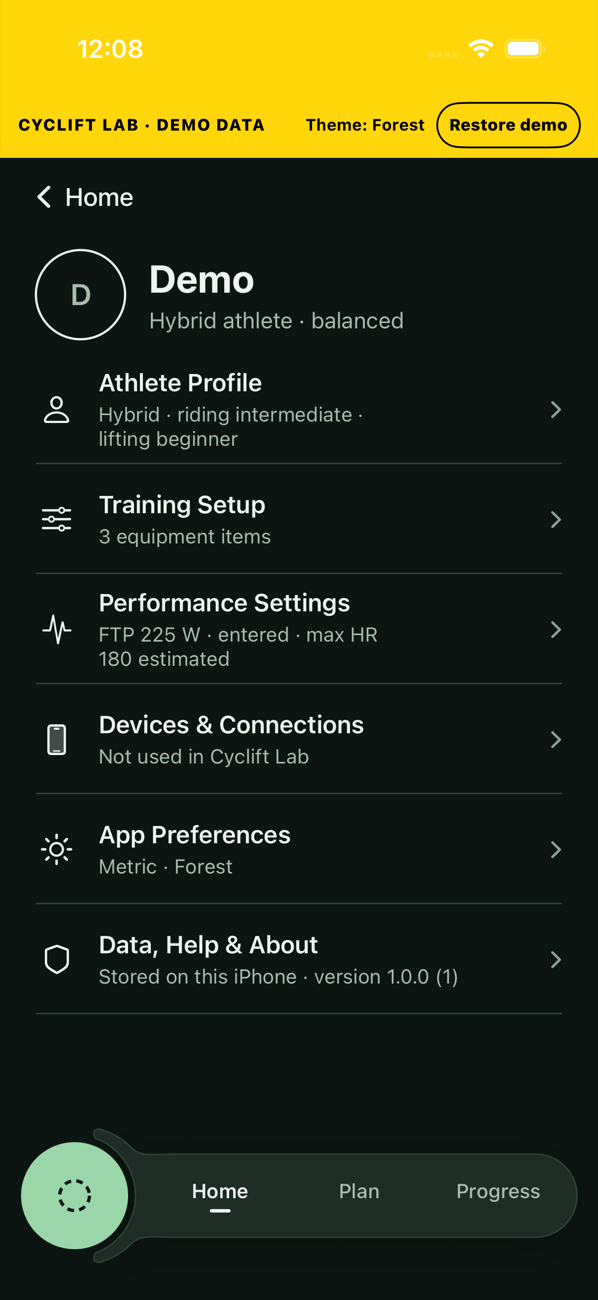 12:08
CYCLIFT LAB · DEMO DATA
Theme: Forest
Restore demo
Home
D
Demo
Hybrid athlete · balanced
Athlete Profile
Hybrid · riding intermediate ·
lifting beginner
Training Setup
3 equipment items
Performance Settings
FTP 225 W · entered · max HR
180 estimated
Devices & Connections
Not used in Cyclift Lab
App Preferences
Metric · Forest
Data, Help & About
Stored on this iPhone · version 1.0.0 (1)
Home
Plan
Progress